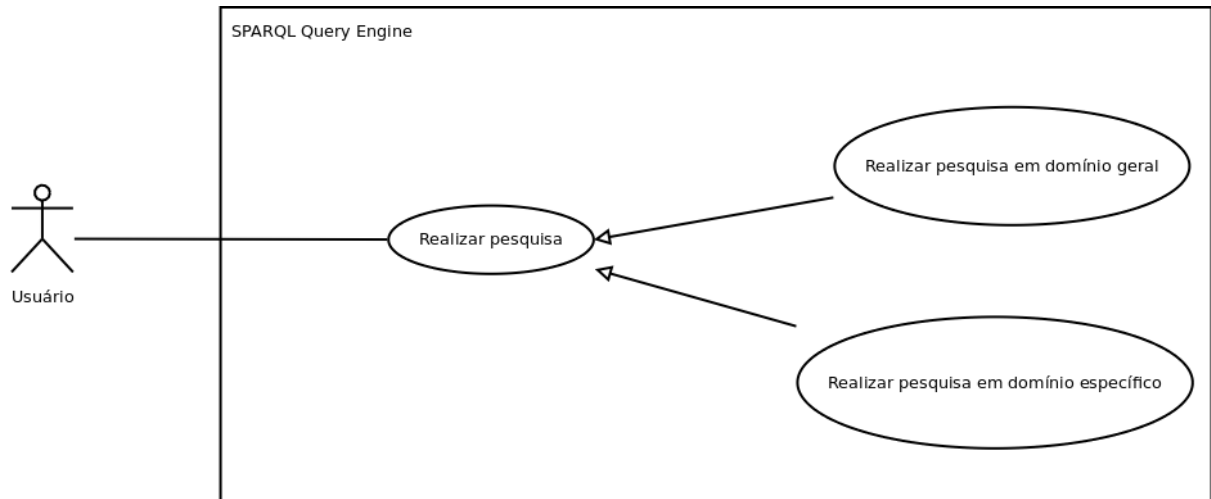 SPARQL Query Engine
Realizar pesquisa em domínio geral
Realizar pesquisa
Usuário
Realizar pesquisa em domínio específico